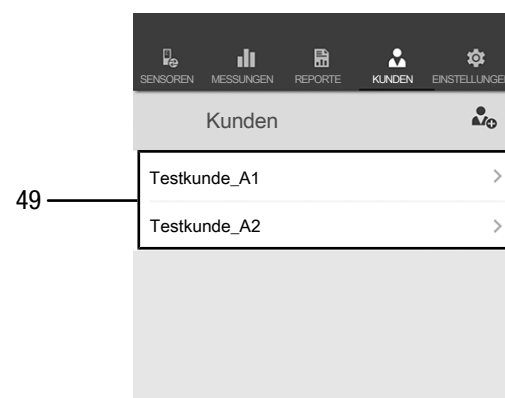 SENSOREN MESSUNGEN REPORTE KUNDEN EINSTELLUNGE
Kunden
Testkunde_A1
49
Testkunde_A2